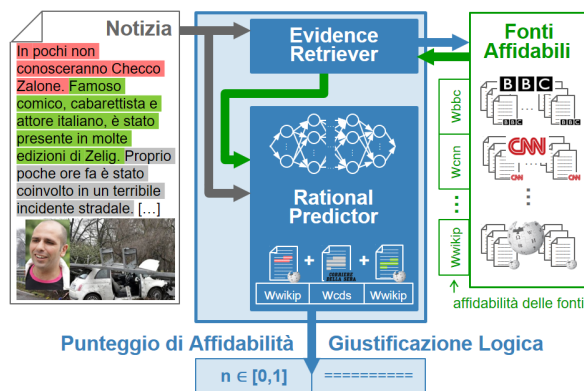 Notizia
In pochi non
conosceranno Checco
Zalone. Famoso
comico, cabarettista e
attore italiano, è stato
presente in molte
edizioni di Zelig. Proprio
poche ore fa è stato
coinvolto in un terribile
incidente stradale. […]
Evidence
Retriever
Rational
Predictor
+
+
CORRIERE
DELLA SERA
Wwikip
Wcds
Wwikip
Fonti
Affidabili
Wbbc
BBC
BBC
BBC
...
Wcnn
CNN
CNN
CNN
...
...
Wwikip
affidabilità delle fonti
Punteggio di Affidabilità
Giustificazione Logica
n ∈ [0,1]
==========